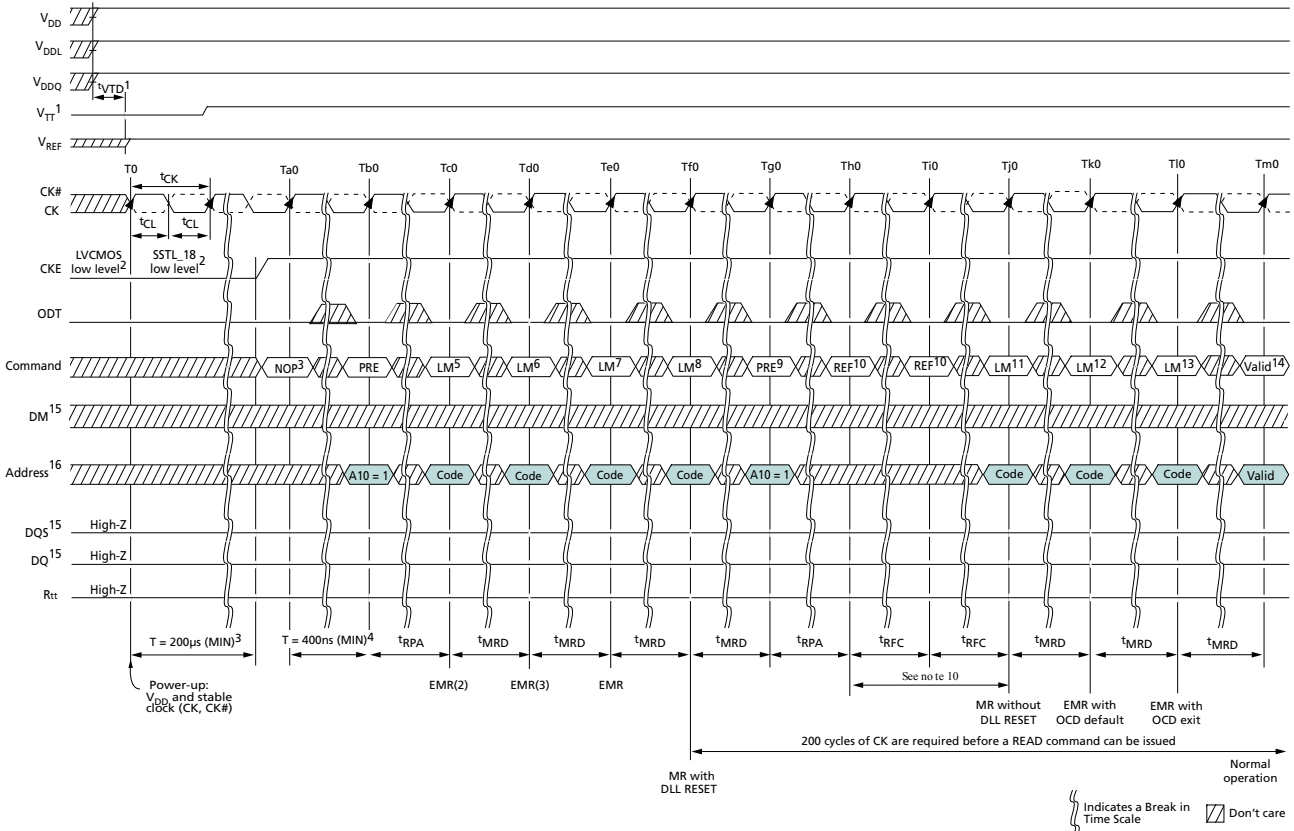 VDD
VDDL
VDDQ
tVTD1
VTT1
VREF
T0 Ta0 Tb0 Tc0 Td0 Te0 Tf0 Tg0 Th0 Ti0 Tj0 Tk0 Tl0 Tm0
tCK
CK#
CK
tCL tCL
LVCMOS low level2
SSTL_18 low level2
CKE
ODT
Command NOP3 PRE LM5 LM6 LM7 LM8 PRE9 REF10 REF10 LM11 LM12 LM13 Valid14
DM15
Address16 A10 = 1 Code Code Code Code A10 = 1 Code Code Code Valid
DQS15 High-Z
DQ15 High-Z
Rtt High-Z
T = 200µs (MIN)3 T = 400ns (MIN)4 tRPA tMRD tMRD tMRD tMRD tRPA tRFC tRFC tMRD tMRD tMRD
Power-up:
VDD and stable
clock (CK, CK#)
EMR(2) EMR(3) EMR
See no te 10
MR without
DLL RESET
EMR with
OCD default
EMR with
OCD exit
200 cycles of CK are required before a READ command can be issued
MR with
DLL RESET
Normal
operation
Indicates a Break in
Time Scale
Don't care